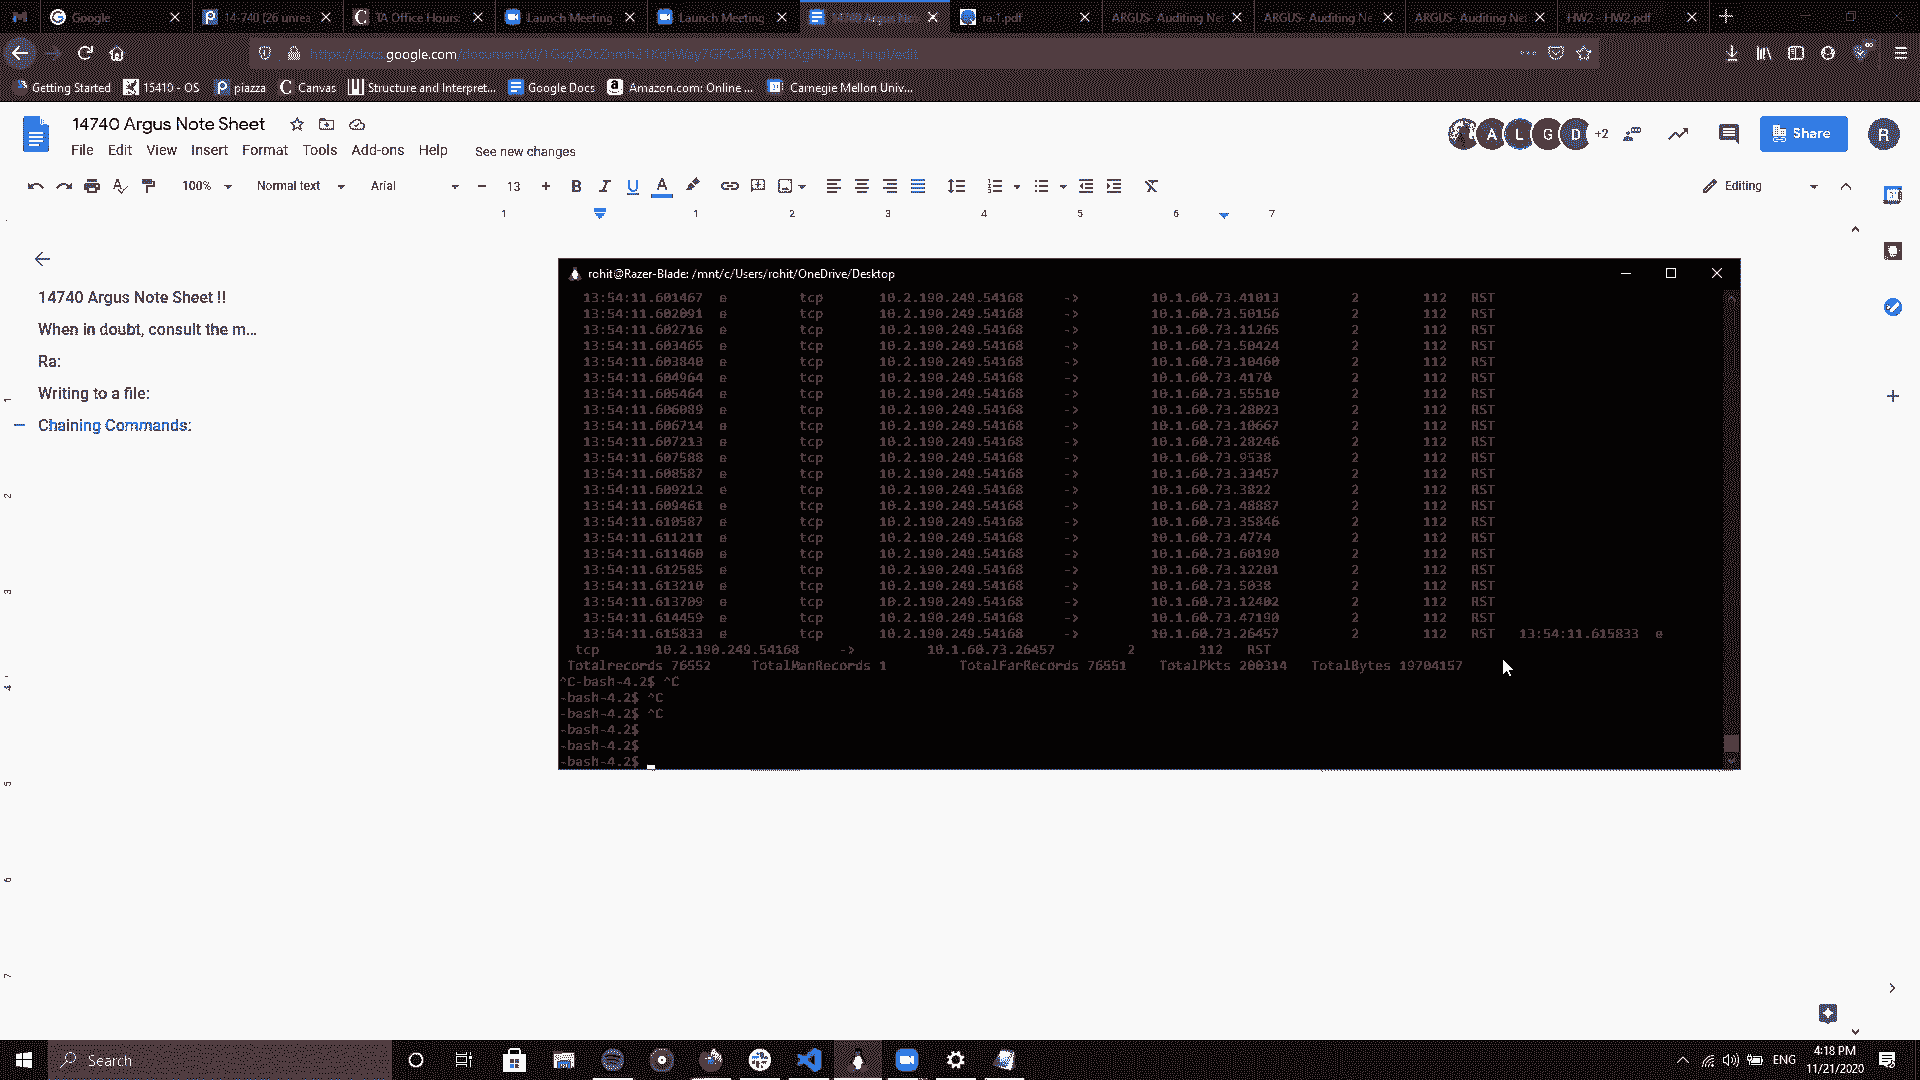 Google 14-740 (26 unrea TA Office Hours: Launch Meeting Launch Meeting 14740 Argus No ra.1.pdf ARGUS- Auditing Ne ARGUS- Auditing Ne ARGUS- Auditing Ne HW2 - HW2.pdf
Getting Started 15410 - OS piazza Canvas Structure and Interpret... Google Docs Amazon.com: Online ... Carnegie Mellon Univ...
14740 Argus Note Sheet
A L G D +2 Share R
File Edit View Insert Format Tools Add-ons Help See new changes
100% Normal text Arial 13 B I U A Editing
1 1 2 3 4 5 6 7
14740 Argus Note Sheet !!
When in doubt, consult the m...
Ra:
Writing to a file:
Chaining Commands:
rohit@Razer-Blade: /mnt/c/Users/rohit/OneDrive/Desktop
13:54:11.601467 e tcp 10.2.190.249.54168 -> 10.1.60.73.41013 2 112 RST
13:54:11.602091 e tcp 10.2.190.249.54168 -> 10.1.60.73.50156 2 112 RST
13:54:11.602716 e tcp 10.2.190.249.54168 -> 10.1.60.73.11265 2 112 RST
13:54:11.603465 e tcp 10.2.190.249.54168 -> 10.1.60.73.50424 2 112 RST
13:54:11.603840 e tcp 10.2.190.249.54168 -> 10.1.60.73.10460 2 112 RST
13:54:11.604964 e tcp 10.2.190.249.54168 -> 10.1.60.73.4170 2 112 RST
13:54:11.605464 e tcp 10.2.190.249.54168 -> 10.1.60.73.55510 2 112 RST
13:54:11.606089 e tcp 10.2.190.249.54168 -> 10.1.60.73.28023 2 112 RST
13:54:11.606714 e tcp 10.2.190.249.54168 -> 10.1.60.73.10667 2 112 RST
13:54:11.607213 e tcp 10.2.190.249.54168 -> 10.1.60.73.28246 2 112 RST
13:54:11.607588 e tcp 10.2.190.249.54168 -> 10.1.60.73.9538 2 112 RST
13:54:11.608587 e tcp 10.2.190.249.54168 -> 10.1.60.73.33457 2 112 RST
13:54:11.609212 e tcp 10.2.190.249.54168 -> 10.1.60.73.3822 2 112 RST
13:54:11.609461 e tcp 10.2.190.249.54168 -> 10.1.60.73.48887 2 112 RST
13:54:11.610587 e tcp 10.2.190.249.54168 -> 10.1.60.73.35846 2 112 RST
13:54:11.611211 e tcp 10.2.190.249.54168 -> 10.1.60.73.4774 2 112 RST
13:54:11.611460 e tcp 10.2.190.249.54168 -> 10.1.60.73.60190 2 112 RST
13:54:11.612585 e tcp 10.2.190.249.54168 -> 10.1.60.73.12201 2 112 RST
13:54:11.613210 e tcp 10.2.190.249.54168 -> 10.1.60.73.5038 2 112 RST
13:54:11.613709 e tcp 10.2.190.249.54168 -> 10.1.60.73.12402 2 112 RST
13:54:11.614459 e tcp 10.2.190.249.54168 -> 10.1.60.73.47190 2 112 RST
13:54:11.615833 e tcp 10.2.190.249.54168 -> 10.1.60.73.26457 2 112 RST 13:54:11.615833 e
tcp 10.2.190.249.54168 -> 10.1.60.73.26457 2 112 RST
Totalrecords 76552 TotalManRecords 1 TotalFarRecords 76551 TotalPkts 200314 TotalBytes 19704157
^C-bash-4.2$ ^C
-bash-4.2$ ^C
-bash-4.2$ ^C
-bash-4.2$
-bash-4.2$
-bash-4.2$
1
2
3
4
5
6
7
Search
ENG
4:18 PM
11/21/2020